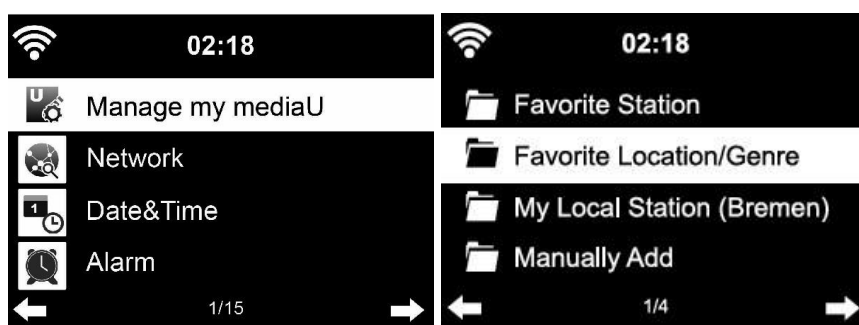 02:18
U
Manage my mediaU
Network
1
Date&Time
Alarm
1/15
02:18
Favorite Station
Favorite Location/Genre
My Local Station (Bremen)
Manually Add
1/4